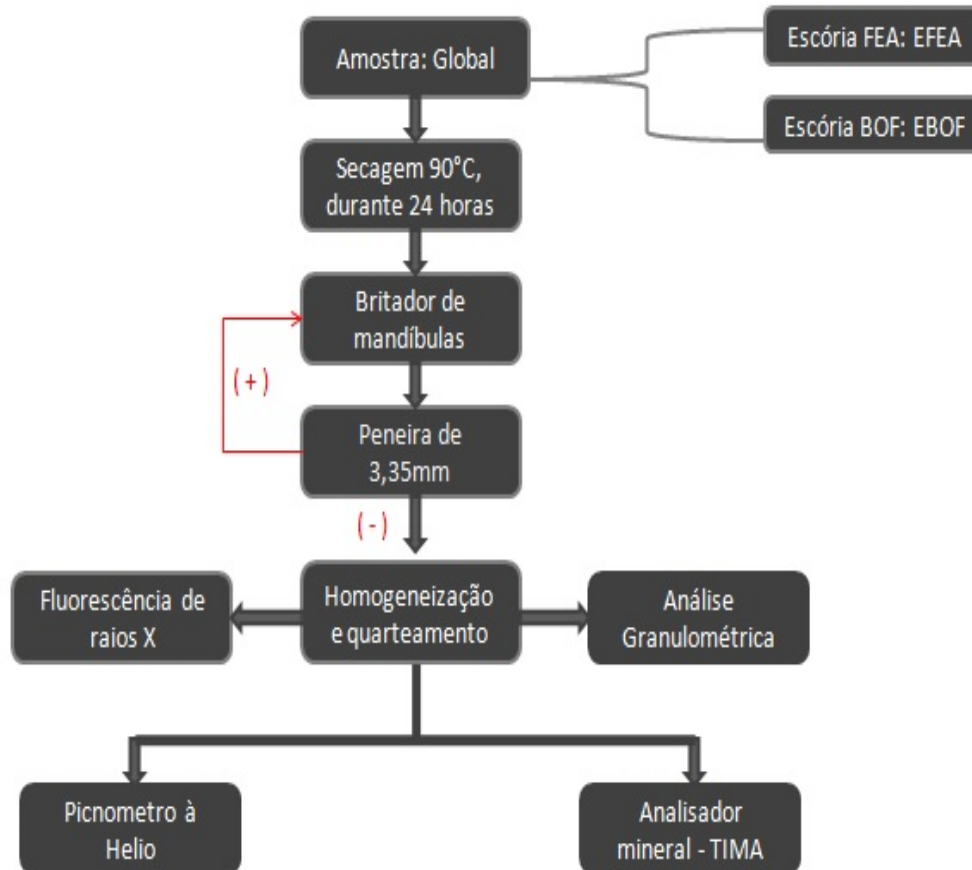 Amostra: Global
Escória FEA: EFEA
Escória BOF: EBOF
Secagem 90°C,
durante 24 horas
Britador de
mandíbulas
( + )
Peneira de
3,35mm
( - )
Fluorescência de
raios X
Homogeneização
e quarteamento
Análise
Granulométrica
Picnometro à
Helio
Analisador
mineral - TIMA